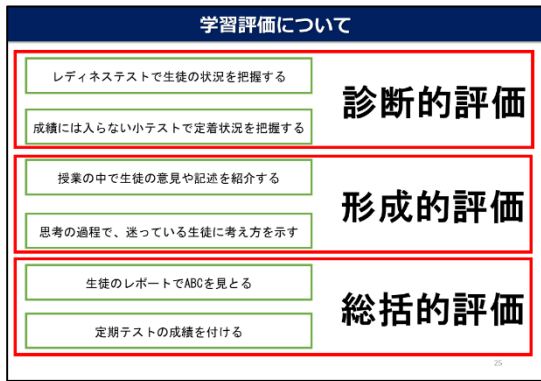 学習評価について
レディネステストで生徒の状況を把握する
成績には入らない小テストで定着状況を把握する
診断的評価
授業の中で生徒の意見や記述を紹介する
思考の過程で、迷っている生徒に考え方を示す
形成的評価
生徒のレポートでABCを見とる
定期テストの成績を付ける
総括的評価
25